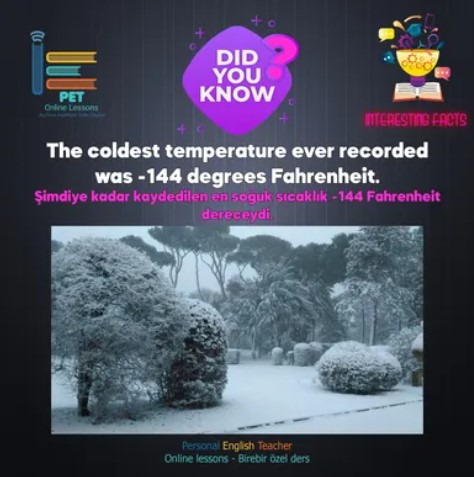 PET
Online Lessons
DID
YOU
KNOW
INTERESTING FACTS
The coldest temperature ever recorded
was -144 degrees Fahrenheit.
Şimdiye kadar kaydedilen en soğuk sıcaklık -144 Fahrenheit
dereceydi.
Personal English Teacher
Online lessons - Birebir özel ders